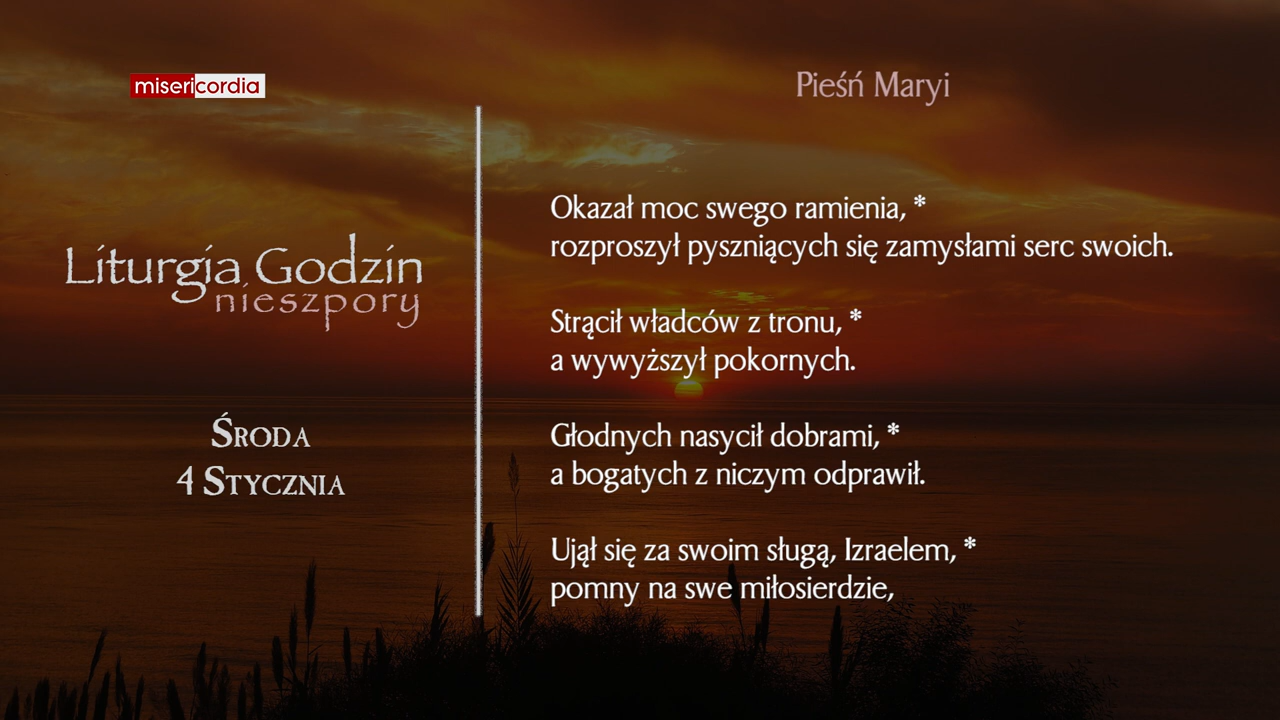 misericordia
Liturgia Godzin
nieszpory
Środa
4 Stycznia
Pieśń Maryi
Okazał moc swego ramienia, *
rozproszył pyszniących się zamysłami serc swoich.
Strącił władców z tronu, *
a wywyższył pokornych.
Głodnych nasycił dobrami, *
a bogatych z niczym odprawił.
Ujął się za swoim sługą, Izraelem, *
pomny na swe miłosierdzie,